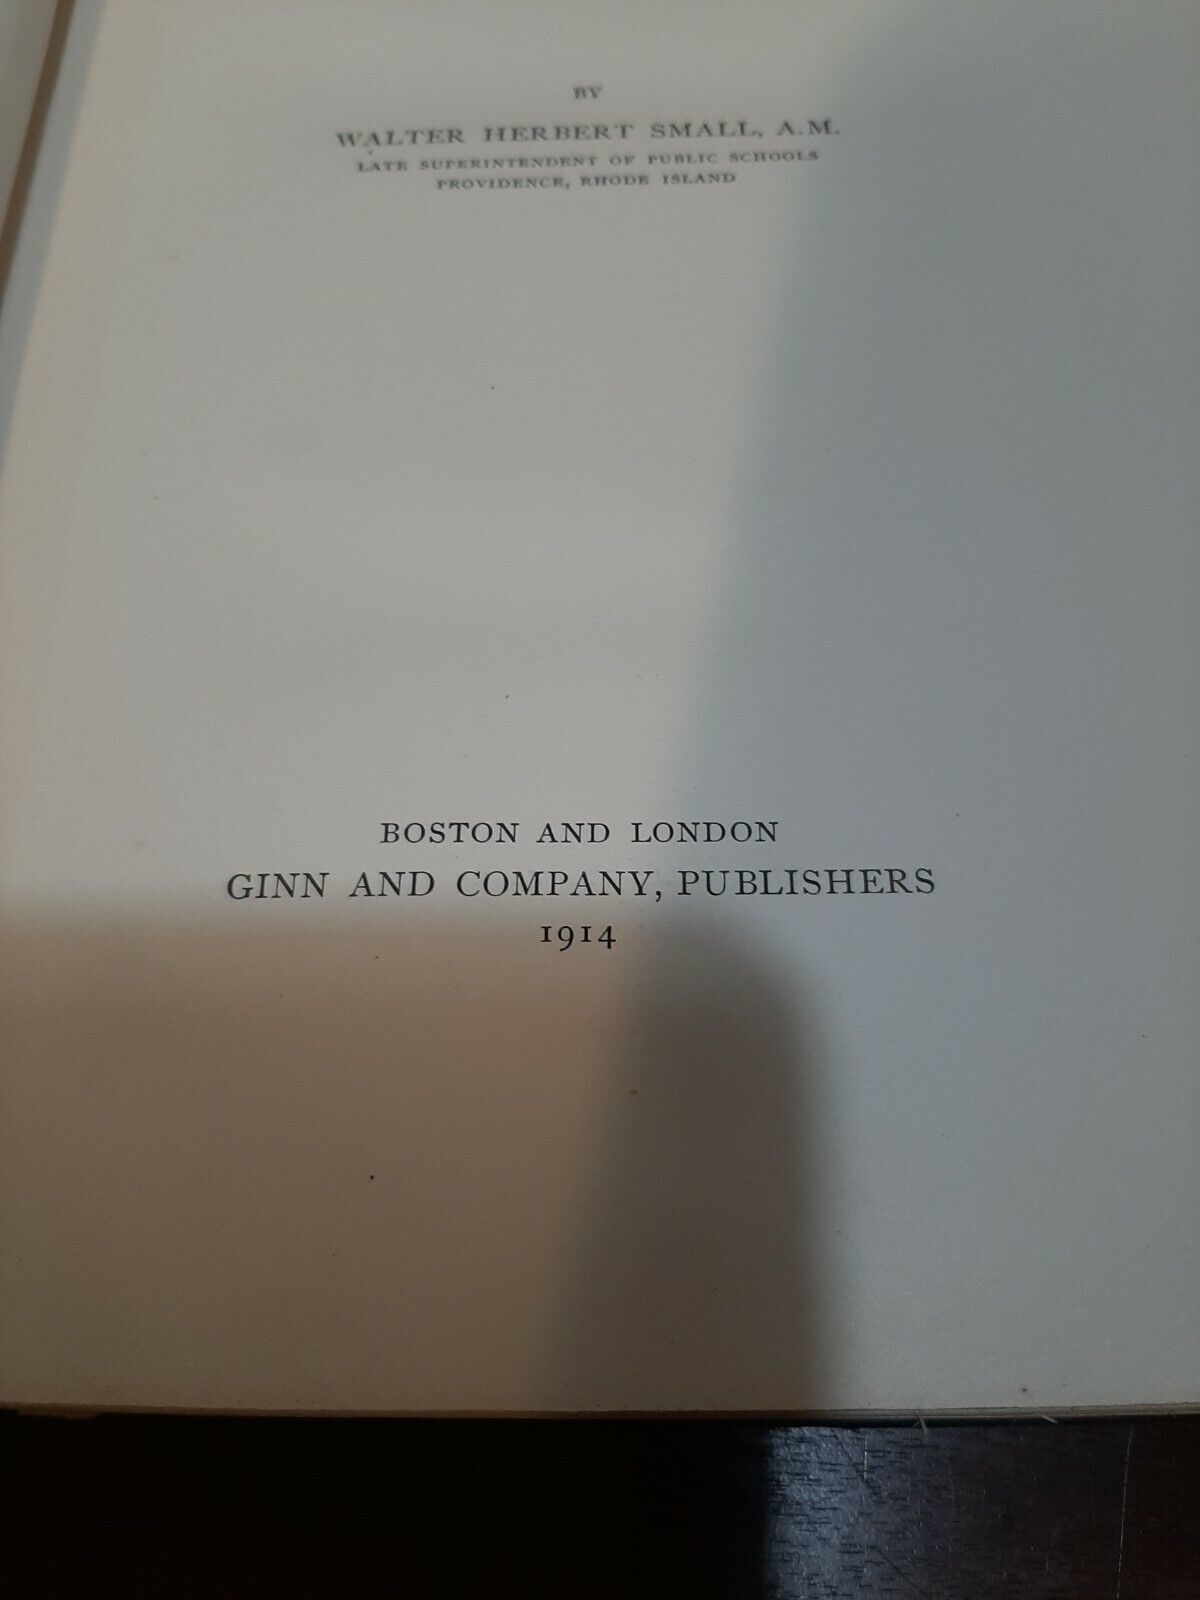 BY
WALTER HERBERT SMALL, A.M.
LATE SUPERINTENDENT OF PUBLIC SCHOOLS
PROVIDENCE, RHODE ISLAND
BOSTON AND LONDON
GINN AND COMPANY, PUBLISHERS
1914